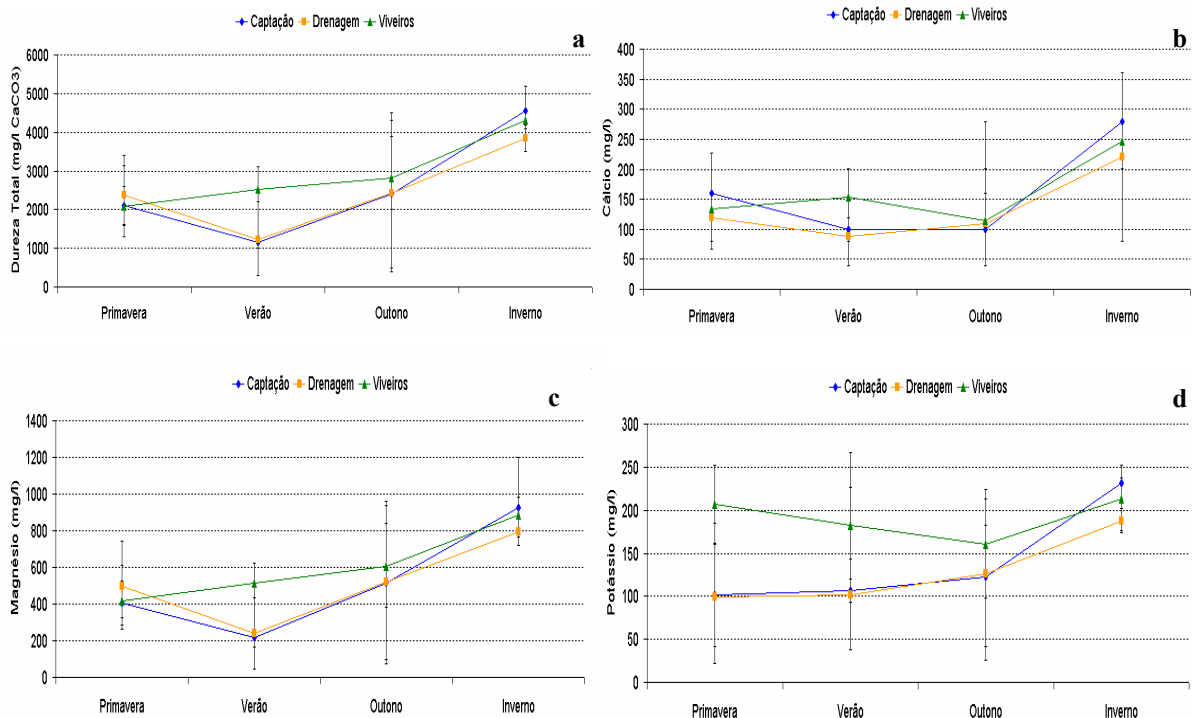 Captação Drenagem Viveiros
a
Dureza Total (mg/l CaCO3)
6000
5000
4000
3000
2000
1000
0
Primavera Verão Outono Inverno
Captação Drenagem Viveiros
b
Cálcio (mg/l)
400
350
300
250
200
150
100
50
0
Primavera Verão Outono Inverno
Captação Drenagem Viveiros
c
Magnésio (mg/l)
1400
1200
1000
800
600
400
200
0
Primavera Verão Outono Inverno
Captação Drenagem Viveiros
d
Potássio (mg/l)
300
250
200
150
100
50
0
Primavera Verão Outono Inverno